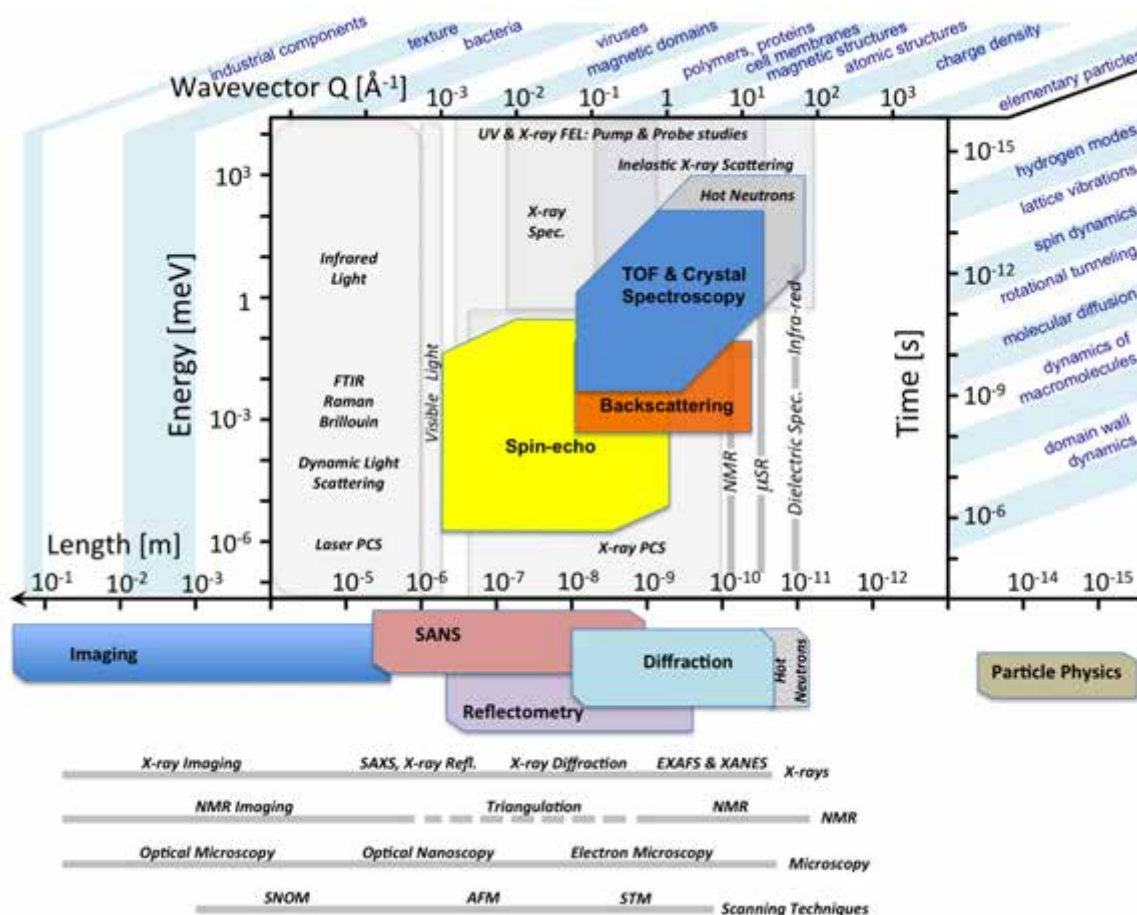 industrial components
texture
bacteria
viruses
magnetic domains
polymers, proteins
cell membranes
magnetic structures
atomic structures
charge density
elementary particles
Wavevector Q [Å⁻¹]
10⁻³ 10⁻² 10⁻¹ 1 10¹ 10² 10³
UV & X-ray FEL: Pump & Probe studies
Inelastic X-ray Scattering
Hot Neutrons
X-ray
Spec.
Infrared
Light
TOF & Crystal
Spectroscopy
Visible Light
FTIR
Raman
Brillouin
Backscattering
Spin-echo
Dynamic Light
Scattering
Laser PCS
X-ray PCS
NMR
µSR
Dielectric Spec.
Infra-red
Energy [meV]
10³
1
10⁻³
10⁻⁶
Time [s]
10⁻¹⁵
10⁻¹²
10⁻⁹
10⁻⁶
hydrogen modes
lattice vibrations
spin dynamics
rotational tunneling
molecular diffusion
dynamics of
macromolecules
domain wall
dynamics
Length [m]
10⁻¹ 10⁻² 10⁻³ 10⁻⁵ 10⁻⁶ 10⁻⁷ 10⁻⁸ 10⁻⁹ 10⁻¹⁰ 10⁻¹¹ 10⁻¹² 10⁻¹⁴ 10⁻¹⁵
Imaging
SANS
Diffraction
Hot
Neutrons
Particle Physics
Reflectometry
X-ray Imaging SAXS, X-ray Refl. X-ray Diffraction EXAFS & XANES X-rays
NMR Imaging Triangulation NMR NMR
Optical Microscopy Optical Nanoscopy Electron Microscopy Microscopy
SNOM AFM STM Scanning Techniques